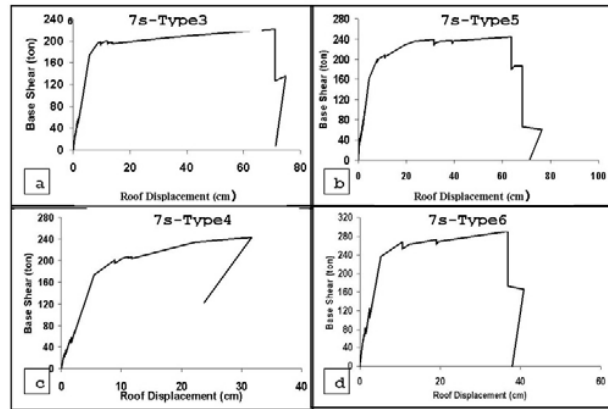 7s-Type3
Base Shear (ton)
240
200
160
120
80
40
0
0 20 40 60 80
Roof Displacement (cm)
a
7s-Type5
Base Shear (ton)
280
240
200
160
120
80
40
0
0 20 40 60 80 100
Roof Displacement (cm)
b
7s-Type4
Base Shear (ton)
280
240
200
160
120
80
40
0
0 10 20 30 40
Roof Displacement (cm)
c
7s-Type6
Base Shear (ton)
320
280
240
200
160
120
80
40
0
0 20 40 60
Roof Displacement (cm)
d